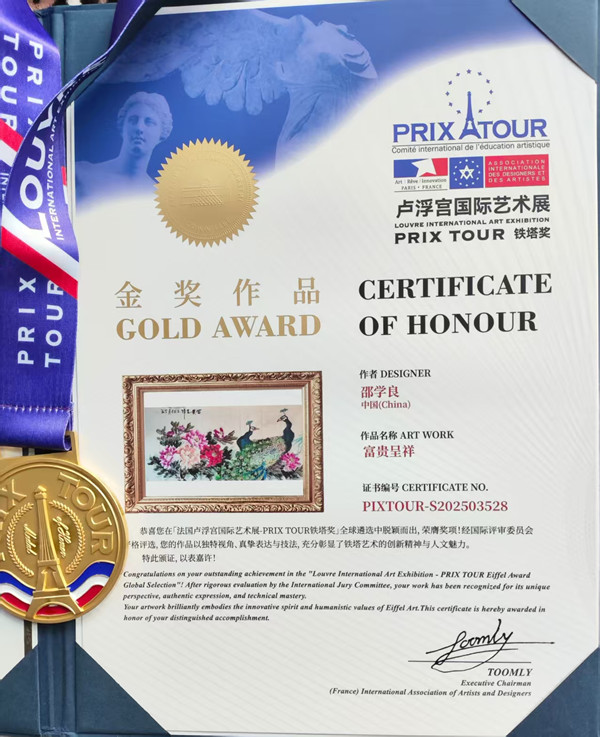 PRIX TOUR
Comité international de l'éducation artistique
Art . Rêve . Innovation
PARIS · FRANCE
ASSOCIATION
INTERNATIONALE
DES DESIGNERS ET
DES ARTISTES
卢浮宫国际艺术展
LOUVRE INTERNATIONAL ART EXHIBITION
PRIX TOUR 铁塔奖
金奖作品
GOLD AWARD
CERTIFICATE
OF HONOUR
作者 DESIGNER
邵学良
中国(China)
作品名称 ART WORK
富贵呈祥
证书编号 CERTIFICATE NO.
PIXTOUR-S202503528
恭喜您在「法国卢浮宫国际艺术展-PRIX TOUR铁塔奖」全球遴选中脱颖而出, 荣膺奖项! 经国际评审委员会
严格评选, 您的作品以独特视角, 真挚表达与技法, 充分彰显了铁塔艺术的创新精神与人文魅力。
特此颁证, 以表嘉许!
Congratulations on your outstanding achievement in the "Louvre International Art Exhibition - PRIX TOUR Eiffel Award
Global Selection"! After rigorous evaluation by the International Jury Committee, your work has been recognized for its unique
perspective, authentic expression, and technical mastery.
Your artwork brilliantly embodies the innovative spirit and humanistic values of Eiffel Art.This certificate is hereby awarded in
honor of your distinguished accomplishment.
Toomly
TOOMLY
Executive Chairman
(France) International Association of Artists and Designers
PRIX
TOUR
LOUV
INTERNATIONAL ART
PRIX
TOUR
TOUR